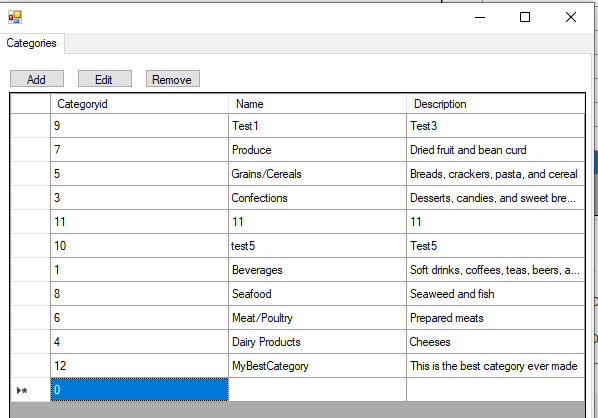 Categories
Add Edit Remove
Categoryid Name Description
9 Test1 Test3
7 Produce Dried fruit and bean curd
5 Grains/Cereals Breads, crackers, pasta, and cereal
3 Confections Desserts, candies, and sweet bre...
11 11 11
10 test5 Test5
1 Beverages Soft drinks, coffees, teas, beers, a...
8 Seafood Seaweed and fish
6 Meat/Poultry Prepared meats
4 Dairy Products Cheeses
12 MyBestCategory This is the best category ever made
0